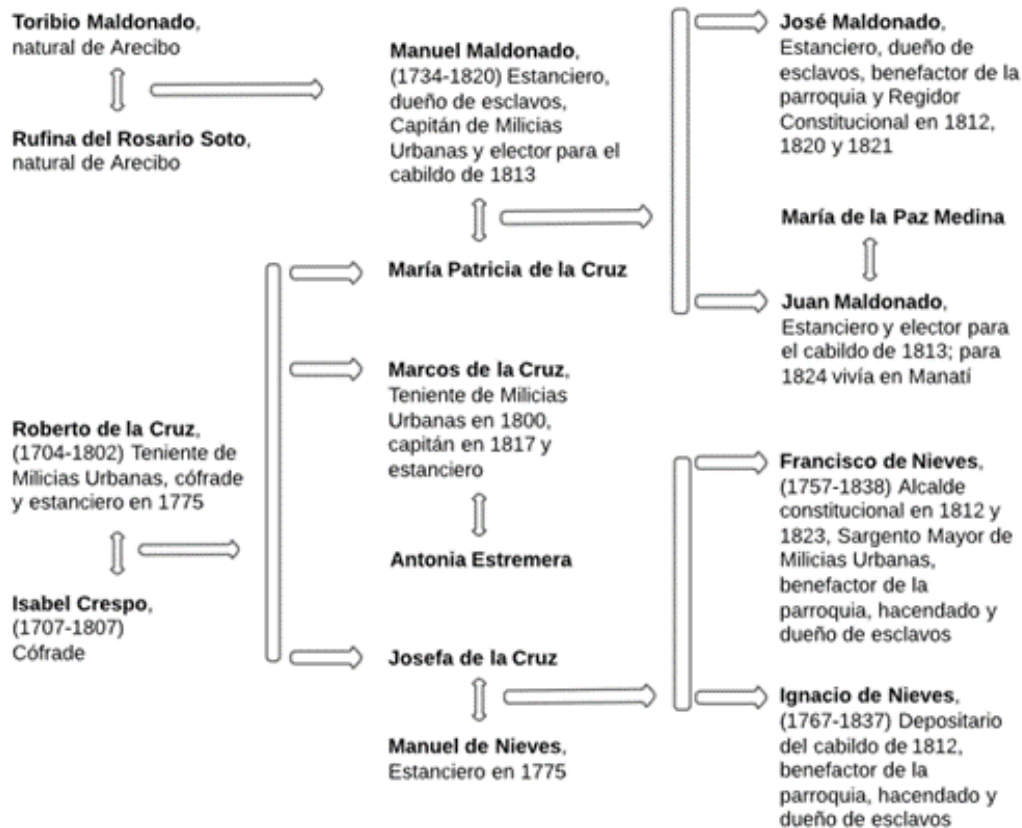 Toribio Maldonado,
natural de Arecibo
Rufina del Rosario Soto,
natural de Arecibo
Roberto de la Cruz,
(1704-1802) Teniente de
Milicias Urbanas, cófrade
y estanciero en 1775
Isabel Crespo,
(1707-1807)
Cófrade
Manuel Maldonado,
(1734-1820) Estanciero,
dueño de esclavos,
Capitán de Milicias
Urbanas y elector para el
cabildo de 1813
María Patricia de la Cruz
Marcos de la Cruz,
Teniente de Milicias
Urbanas en 1800,
capitán en 1817 y
estanciero
Antonia Estremera
Josefa de la Cruz
Manuel de Nieves,
Estanciero en 1775
José Maldonado,
Estanciero, dueño de
esclavos, benefactor de la
parroquia y Regidor
Constitucional en 1812,
1820 y 1821
María de la Paz Medina
Juan Maldonado,
Estanciero y elector para
el cabildo de 1813; para
1824 vivía en Manatí
Francisco de Nieves,
(1757-1838) Alcalde
constitucional en 1812 y
1823, Sargento Mayor de
Milicias Urbanas,
benefactor de la
parroquia, hacendado y
dueño de esclavos
Ignacio de Nieves,
(1767-1837) Depositario
del cabildo de 1812,
benefactor de la
parroquia, hacendado y
dueño de esclavos